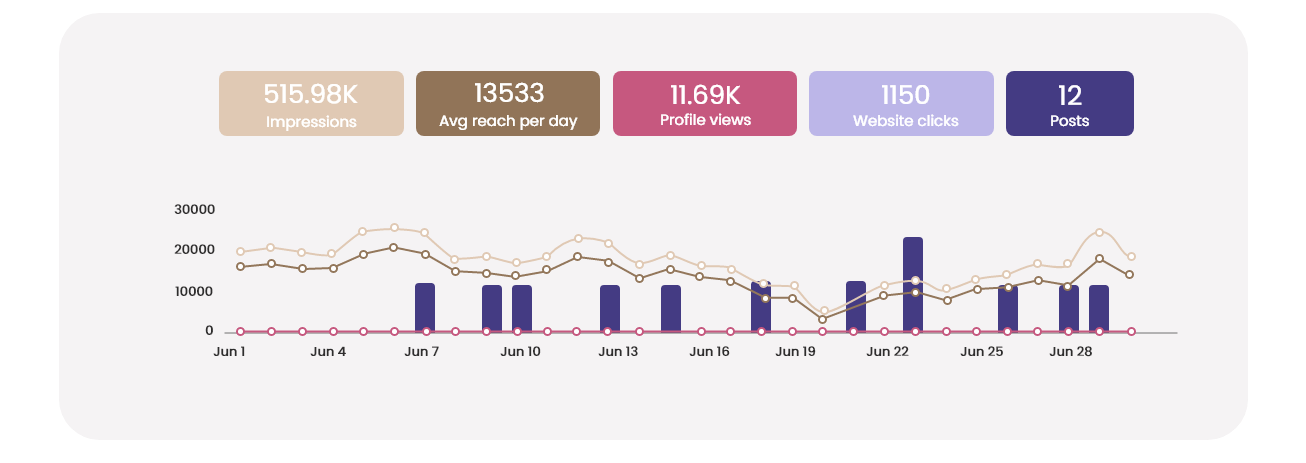 515.98K
Impressions
13533
Avg reach per day
11.69K
Profile views
1150
Website clicks
12
Posts
30000
20000
10000
0
Jun 1 Jun 4 Jun 7 Jun 10 Jun 13 Jun 16 Jun 19 Jun 22 Jun 25 Jun 28